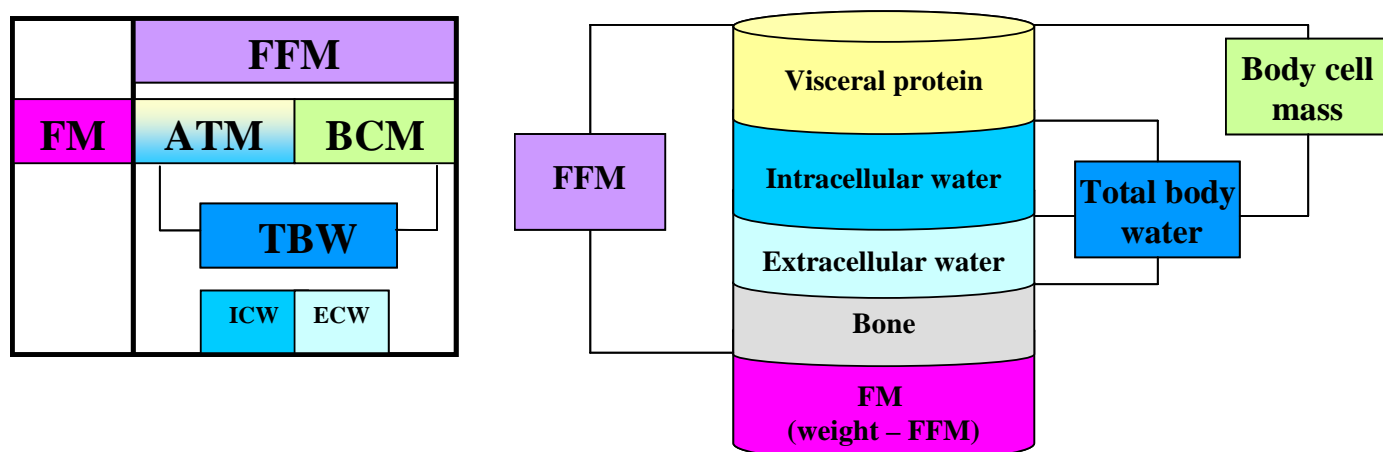 FFM
FM
ATM
BCM
TBW
ICW
ECW
FFM
Visceral protein
Intracellular water
Extracellular water
Bone
FM
(weight – FFM)
Total body
water
Body cell
mass